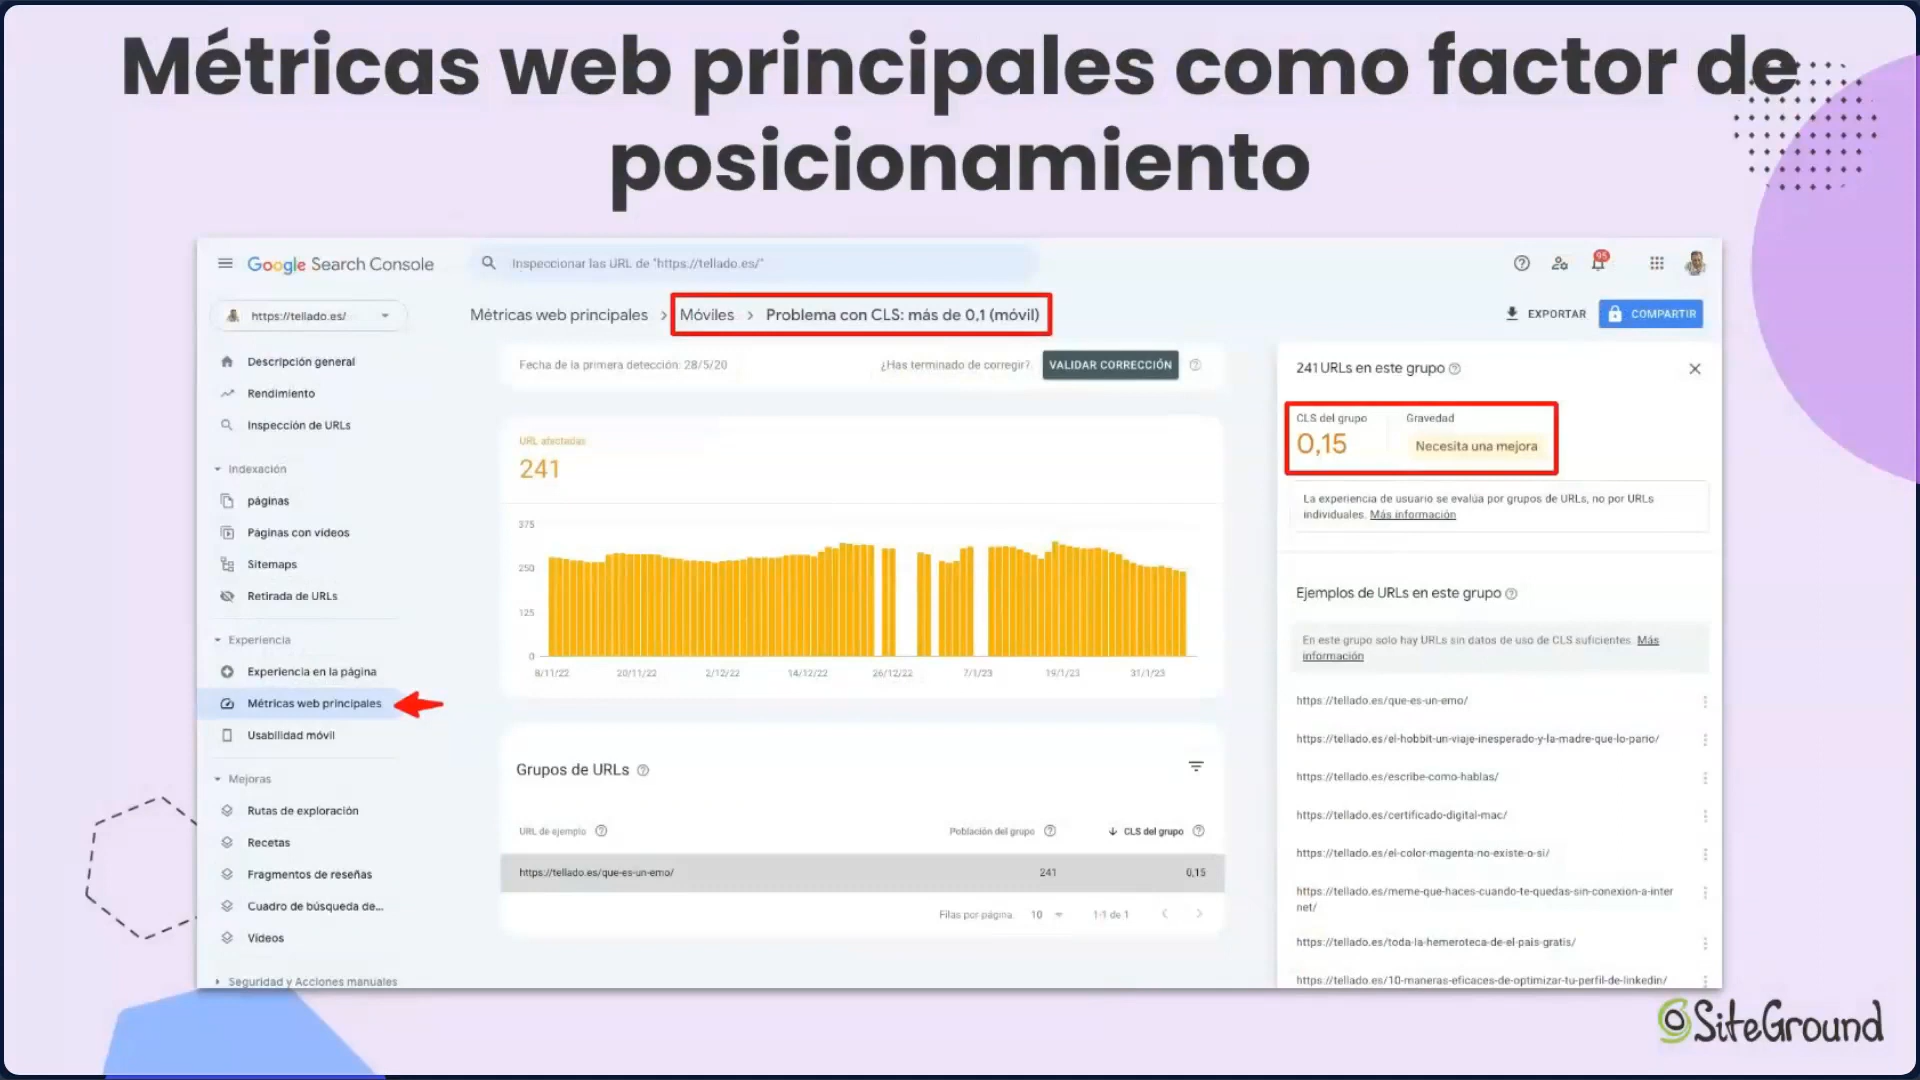 Métricas web principales como factor de
posicionamiento
Google Search Console
Inspeccionar las URL de "https://tellado.es/"
95
https://tellado.es/
Métricas web principales > Móviles > Problema con CLS: más de 0,1 (móvil)
EXPORTAR
COMPARTIR
Descripción general
Rendimiento
Inspección de URLs
Indexación
páginas
Páginas con vídeos
Sitemaps
Retirada de URLs
Experiencia
Experiencia en la página
Métricas web principales
Usabilidad móvil
Mejoras
Rutas de exploración
Recetas
Fragmentos de reseñas
Cuadro de búsqueda de...
Vídeos
Seguridad y Acciones manuales
Fecha de la primera detección: 28/5/20
¿Has terminado de corregir?
VALIDAR CORRECCIÓN
URL afectadas
241
375
250
125
0
8/11/22 20/11/22 2/12/22 14/12/22 26/12/22 7/1/23 19/1/23 31/1/23
Grupos de URLs
URL de ejemplo Población del grupo CLS del grupo
https://tellado.es/que-es-un-emo/ 241 0,15
Filas por página 10 1-1 de 1
241 URLs en este grupo
CLS del grupo Gravedad
0,15 Necesita una mejora
La experiencia de usuario se evalúa por grupos de URLs, no por URLs
individuales. Más información
Ejemplos de URLs en este grupo
En este grupo solo hay URLs sin datos de uso de CLS suficientes. Más
información
https://tellado.es/que-es-un-emo/
https://tellado.es/el-hobbit-un-viaje-inesperado-y-la-madre-que-lo-pario/
https://tellado.es/escribe-como-hablas/
https://tellado.es/certificado-digital-mac/
https://tellado.es/el-color-magenta-no-existe-o-si/
https://tellado.es/meme-que-haces-cuando-te-quedas-sin-conexion-a-inter
net/
https://tellado.es/toda-la-hemeroteca-de-el-pais-gratis/
https://tellado.es/10-maneras-eficaces-de-optimizar-tu-perfil-de-linkedin/
SiteGround